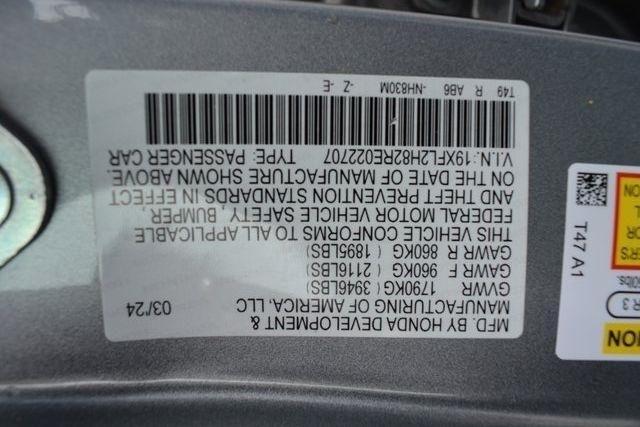 MFD. BY HONDA DEVELOPMENT &
MANUFACTURING OF AMERICA, LLC 03/24
GVWR 1790KG( 3946LBS)
GAWR F 960KG ( 2116LBS)
GAWR R 860KG ( 1895LBS)
THIS VEHICLE CONFORMS TO ALL APPLICABLE
FEDERAL MOTOR VEHICLE SAFETY, BUMPER,
AND THEFT PREVENTION STANDARDS IN EFFECT
ON THE DATE OF MANUFACTURE SHOWN ABOVE.
V.I.N.:19XFL2H82RE022707 TYPE: PASSENGER CAR
T49 R AB6 -NH830M -Z -E
T47 A1